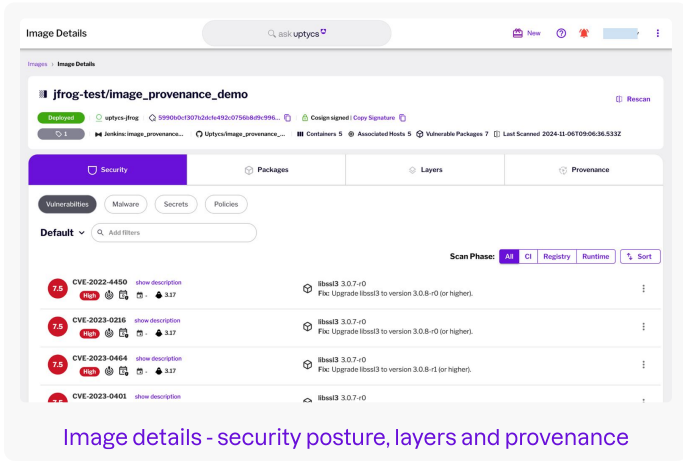 Image Details
ask uptycs
New
Images > Image Details
jfrog-test/image_provenance_demo
Rescan
Deployed uptycs-jfrog 5990b0cf307b2dcfe492c0756b8d9c996... Cosign signed | Copy Signature
1 Jenkins: image_provenance... Uptycs/image_provenance_... Containers 5 Associated Hosts 5 Vulnerable Packages 7 Last Scanned 2024-11-06T09:06:36.533Z
Security Packages Layers Provenance
Vulnerabilties Malware Secrets Policies
Default Add filters
Scan Phase: All CI Registry Runtime Sort
7.5 CVE-2022-4450 show description libssl3 3.0.7-r0
High - 3.17 Fix: Upgrade libssl3 to version 3.0.8-r0 (or higher).
7.5 CVE-2023-0216 show description libssl3 3.0.7-r0
High - 3.17 Fix: Upgrade libssl3 to version 3.0.8-r0 (or higher).
7.5 CVE-2023-0464 show description libssl3 3.0.7-r0
High - 3.17 Fix: Upgrade libssl3 to version 3.0.8-r1 (or higher).
7.5 CVE-2023-0401 show description libssl3 3.0.7-r0
Image details - security posture, layers and provenance